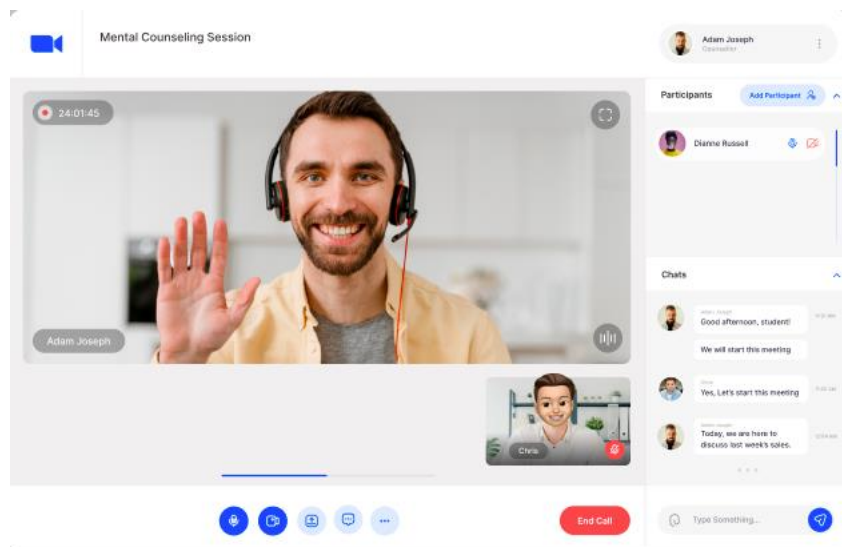 Mental Counseling Session
Adam Joseph
Counsellor
24:01:45
Adam Joseph
Chris
End Call
Participants
Add Participant
Dianne Russell
Chats
Good afternoon, student!
We will start this meeting
Chris
Yes, Let's start this meeting
Today, we are here to
discuss last week's sales.
Type Something...